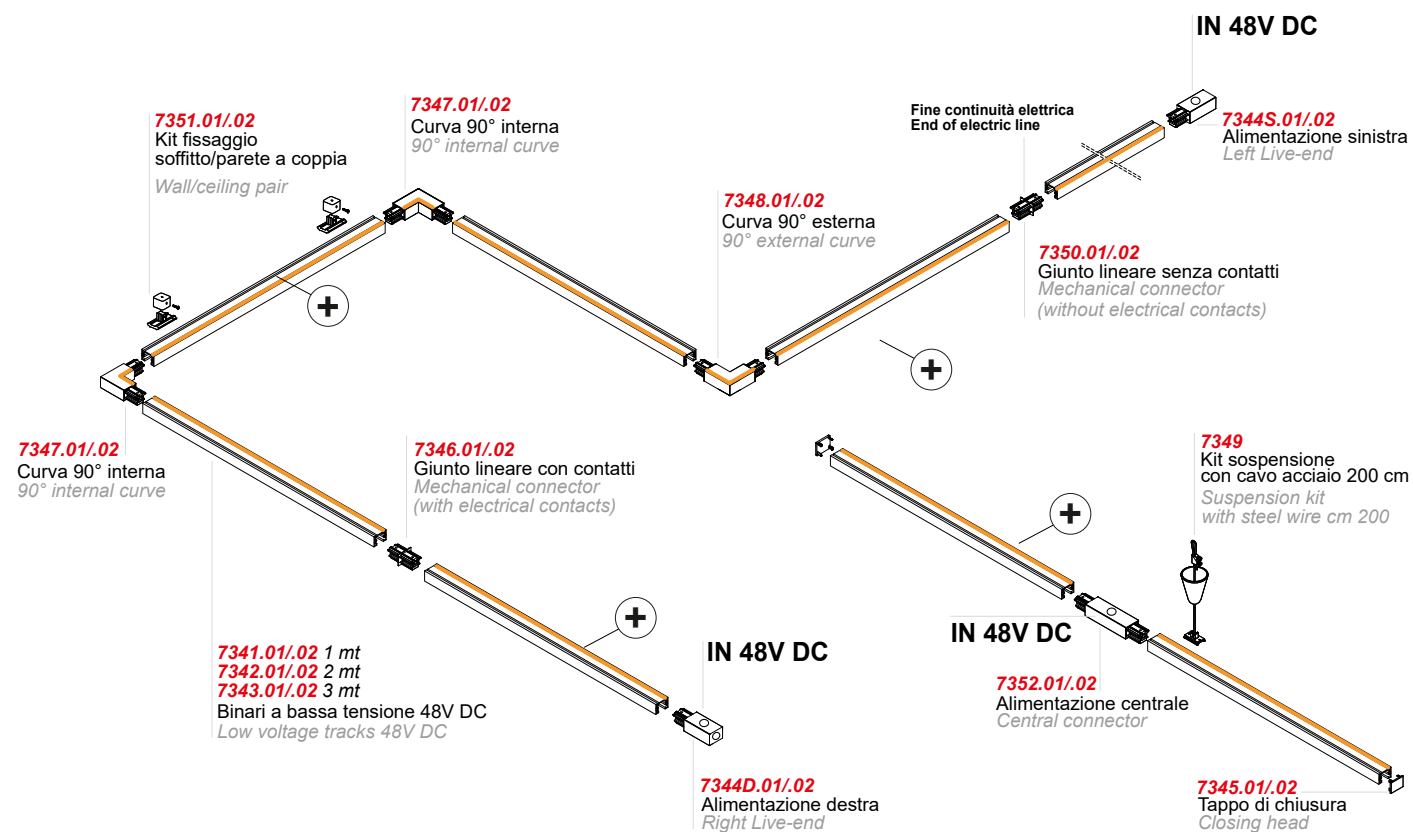 IN 48V DC
7347.01/.02
Curva 90° interna
90° internal curve
7351.01/.02
Kit fissaggio
soffitto/parete a coppia
Wall/ceiling pair
Fine continuità elettrica
End of electric line
7344S.01/.02
Alimentazione sinistra
Left Live-end
7348.01/.02
Curva 90° esterna
90° external curve
7350.01/.02
Giunto lineare senza contatti
Mechanical connector
(without electrical contacts)
+
+
7347.01/.02
Curva 90° interna
90° internal curve
7346.01/.02
Giunto lineare con contatti
Mechanical connector
(with electrical contacts)
7349
Kit sospensione
con cavo acciaio 200 cm
Suspension kit
with steel wire cm 200
+
+
7341.01/.02 1 mt
7342.01/.02 2 mt
7343.01/.02 3 mt
Binari a bassa tensione 48V DC
Low voltage tracks 48V DC
IN 48V DC
IN 48V DC
7352.01/.02
Alimentazione centrale
Central connector
7344D.01/.02
Alimentazione destra
Right Live-end
7345.01/.02
Tappo di chiusura
Closing head